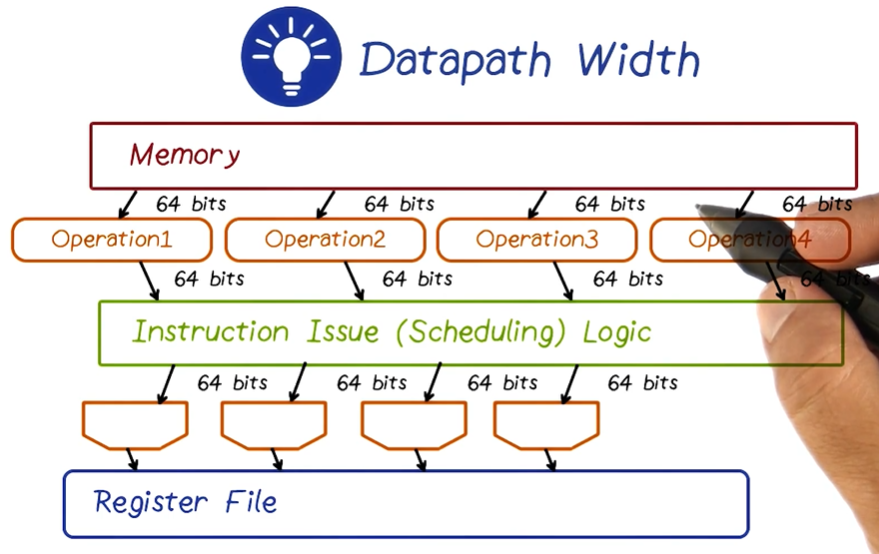 Datapath Width
Memory
64 bits 64 bits 64 bits 64 bits
Operation1 Operation2 Operation3 Operation4
64 bits 64 bits 64 bits 64 bits
Instruction Issue (Scheduling) Logic
64 bits 64 bits 64 bits 64 bits
Register File